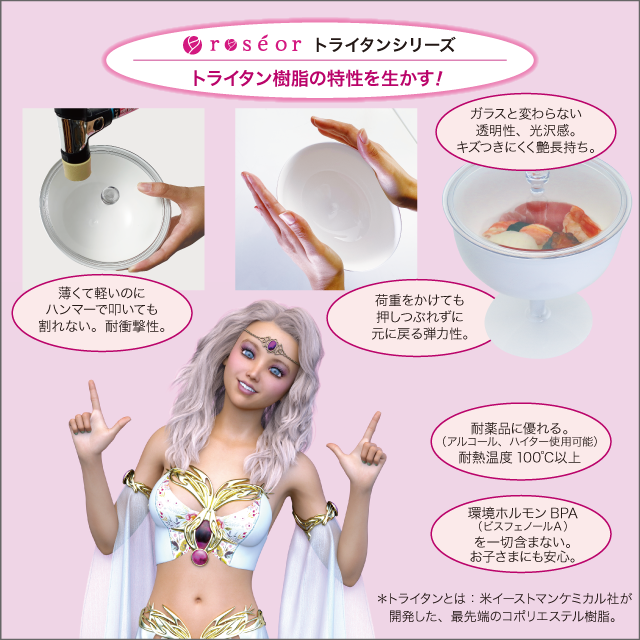 roséor トライタンシリーズ
トライタン樹脂の特性を生かす!
ガラスと変わらない
透明性、光沢感。
キズつきにくく艶長持ち。
薄くて軽いのに
ハンマーで叩いても
割れない。耐衝撃性。
荷重をかけても
押しつぶれずに
元に戻る弾力性。
耐薬品に優れる。
(アルコール、ハイター使用可能)
耐熱温度100℃以上
環境ホルモンBPA
(ビスフェノールA)
を一切含まない。
お子さまにも安心。
*トライタンとは:米イーストマンケミカル社が
開発した、最先端のコポリエステル樹脂。